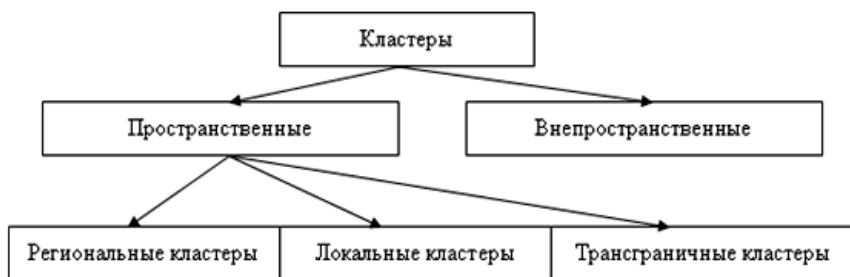 Кластеры
Пространственные
Внепространственные
Региональные кластеры
Локальные кластеры
Трансграничные кластеры